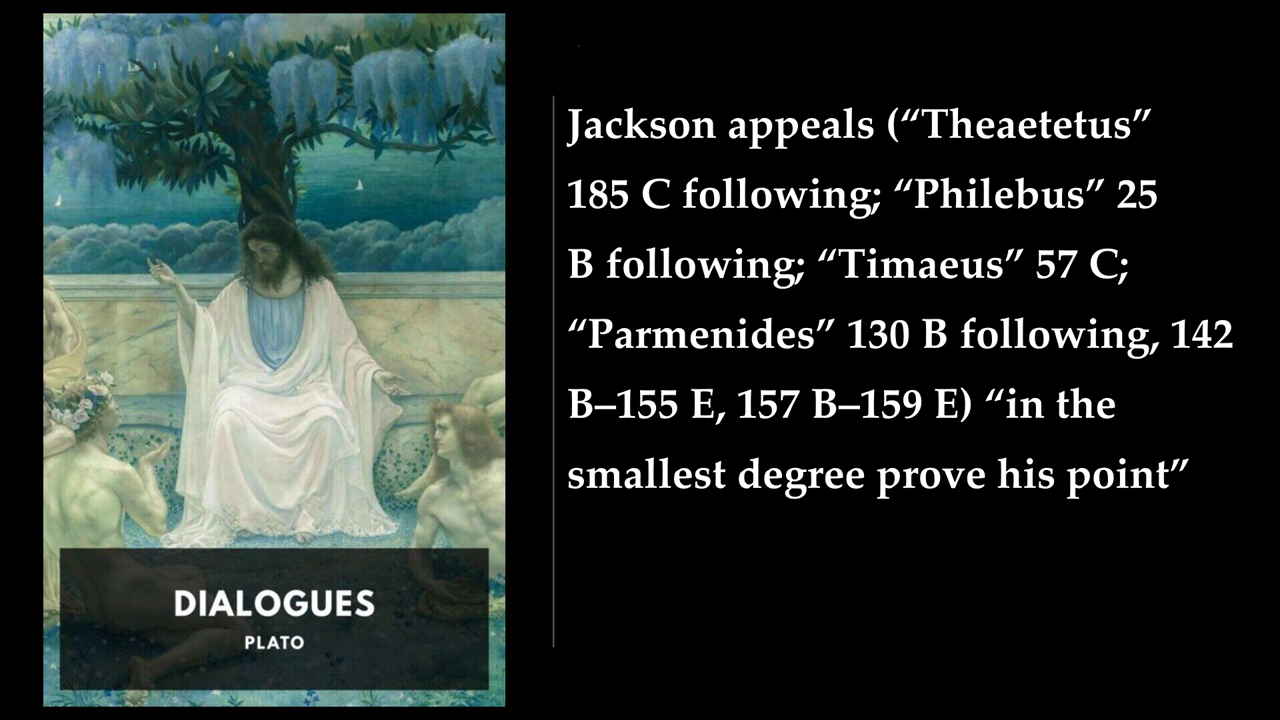 DIALOGUES
PLATO
Jackson appeals (“Theaetetus”
185 C following; “Philebus” 25
B following; “Timaeus” 57 C;
“Parmenides” 130 B following, 142
B–155 E, 157 B–159 E) “in the
smallest degree prove his point”